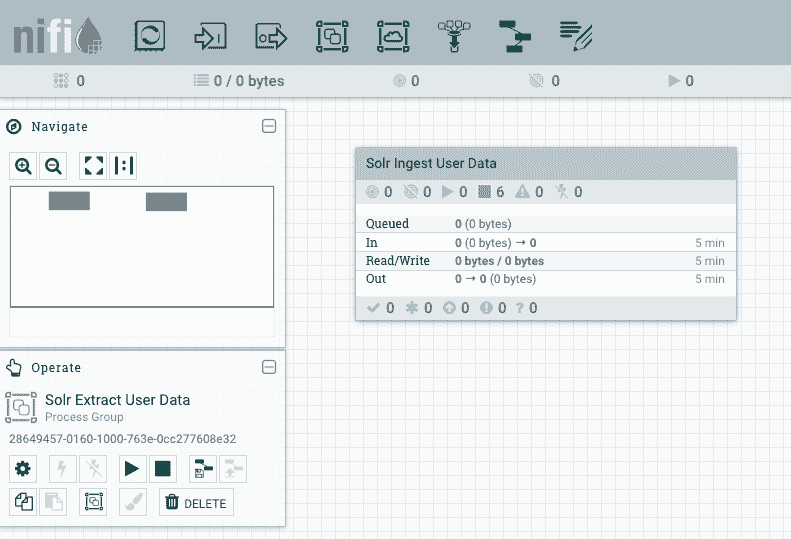 nifi
0 0 / 0 bytes 0 0 0
Navigate
Solr Ingest User Data
0 0 0 6 0 0
Queued 0 (0 bytes)
In 0 (0 bytes) → 0 5 min
Read/Write 0 bytes / 0 bytes 5 min
Out 0 → 0 (0 bytes) 5 min
0 0 0 0 ? 0
Operate
Solr Extract User Data
Process Group
28649457-0160-1000-763e-0cc277608e32
DELETE